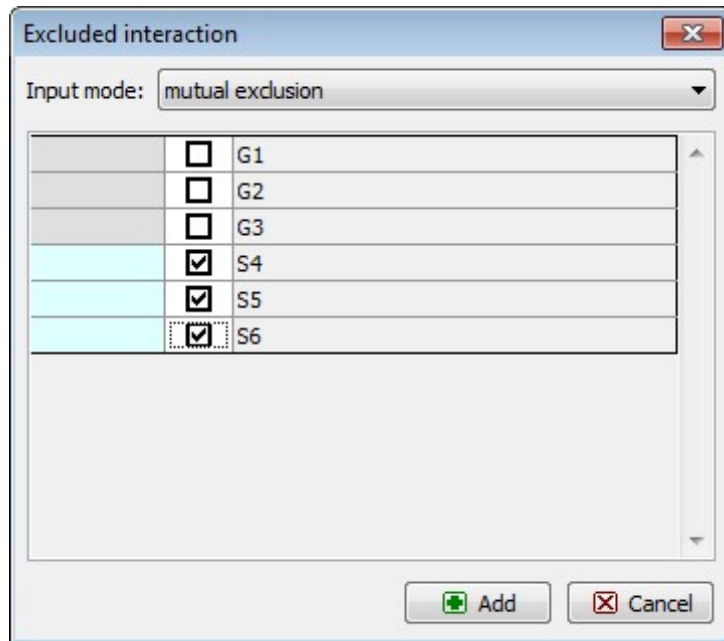 Excluded interaction
Input mode: mutual exclusion
G1
G2
G3
S4
S5
S6
Add Cancel